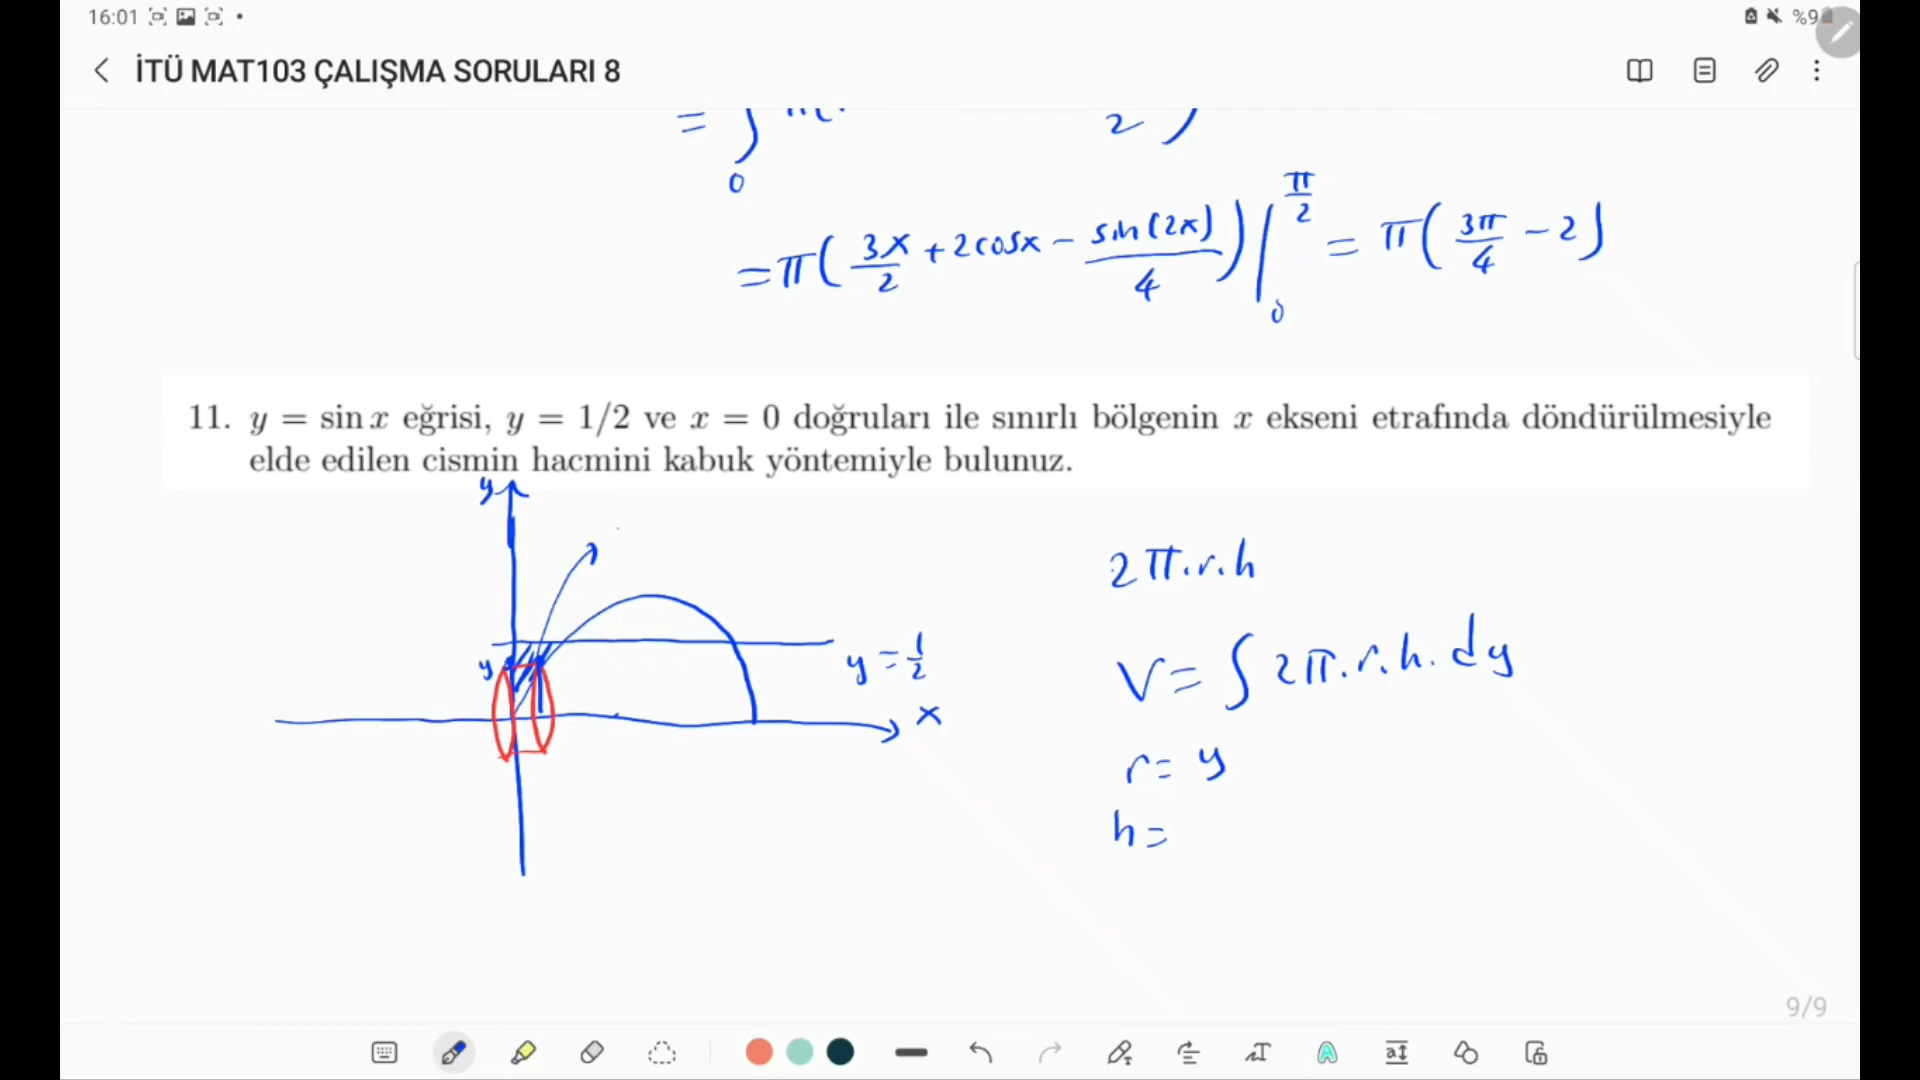 16:01
%9
İTÜ MAT103 ÇALIŞMA SORULARI 8
= ∫
0
2 )
= π( 3x/2 + 2cosx - sin(2x)/4 ) |₀^(π/2) = π( 3π/4 - 2 )
11. y = sin x eğrisi, y = 1/2 ve x = 0 doğruları ile sınırlı bölgenin x ekseni etrafında döndürülmesiyle
elde edilen cismin hacmini kabuk yöntemiyle bulunuz.
y
2π.r.h
y
y = 1/2
V = ∫ 2π.r.h.dy
x
r = y
h =
9/9